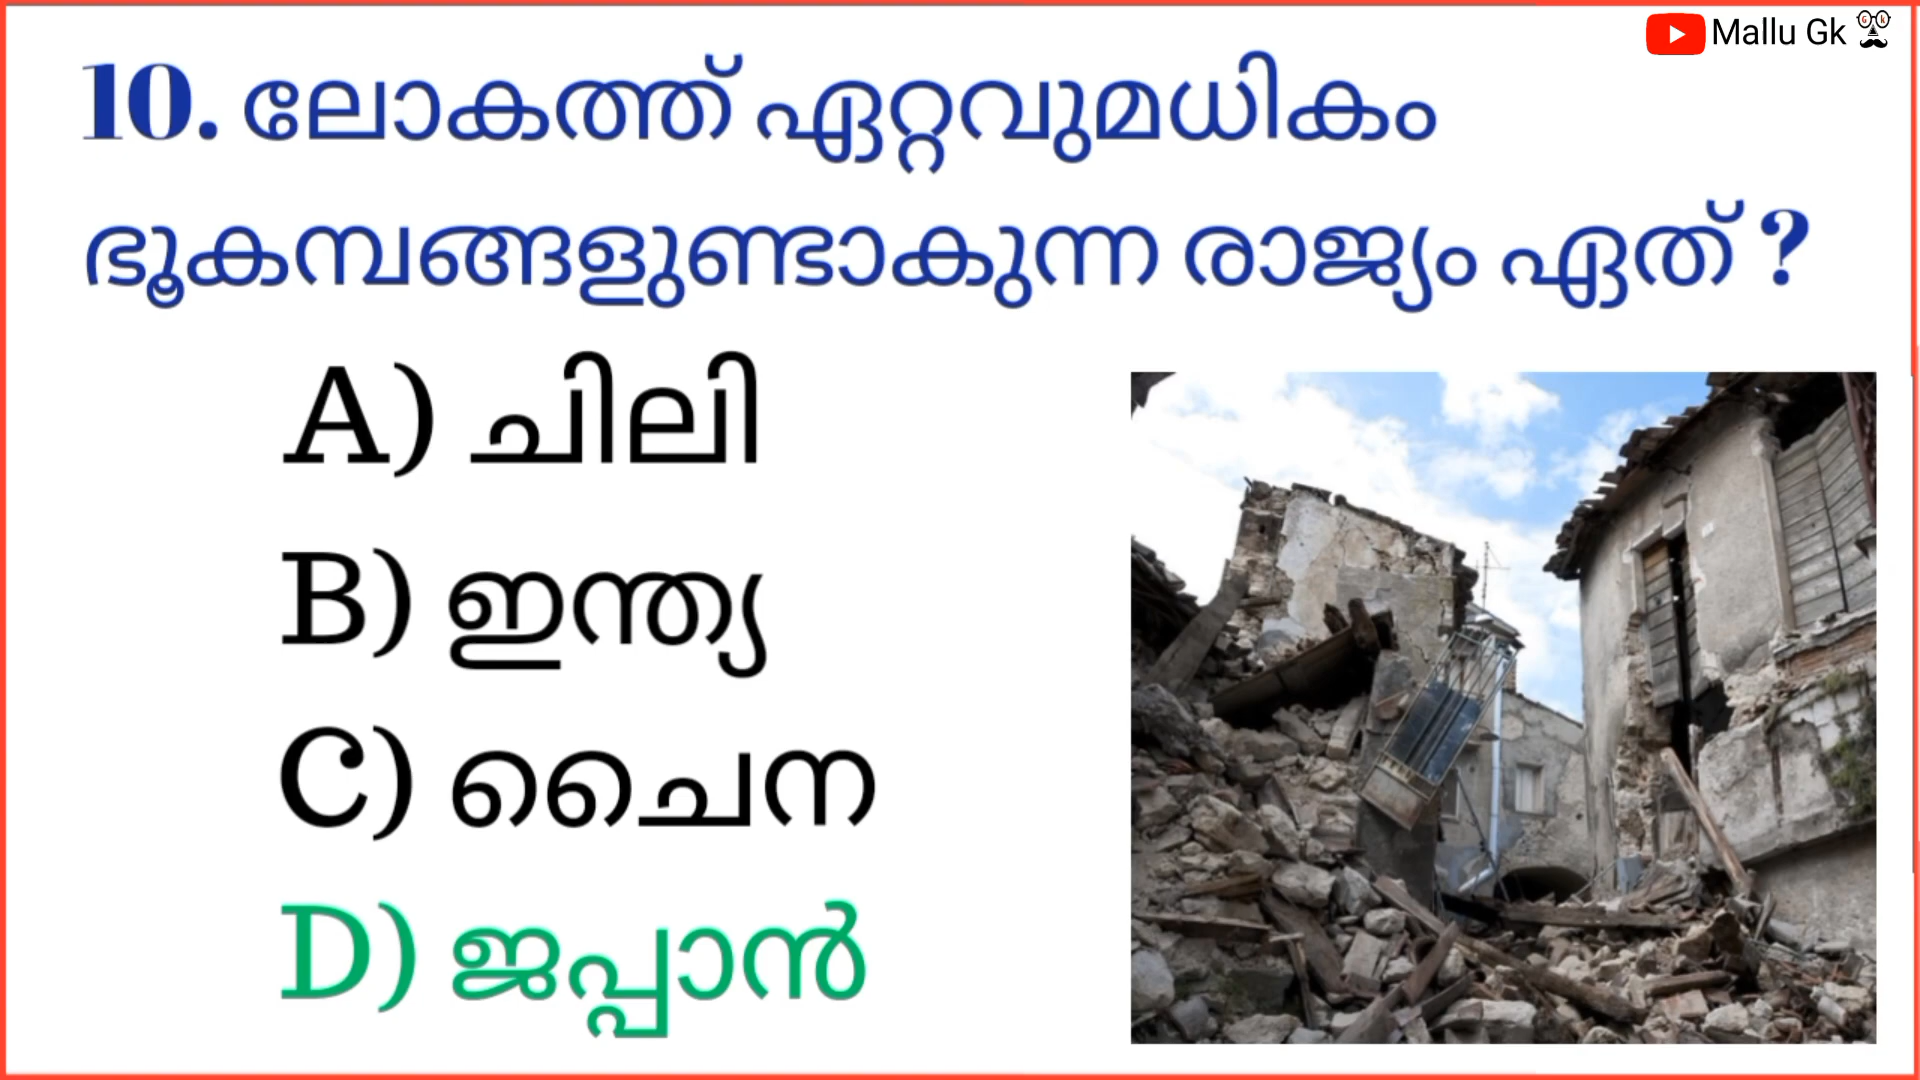 Mallu Gk
10. ലോകത്ത് ഏറ്റവുമധികം
ഭൂകമ്പങ്ങളുണ്ടാകുന്ന രാജ്യം ഏത് ?
A) ചിലി
B) ഇന്ത്യ
C) ചൈന
D) ജപ്പാൻ